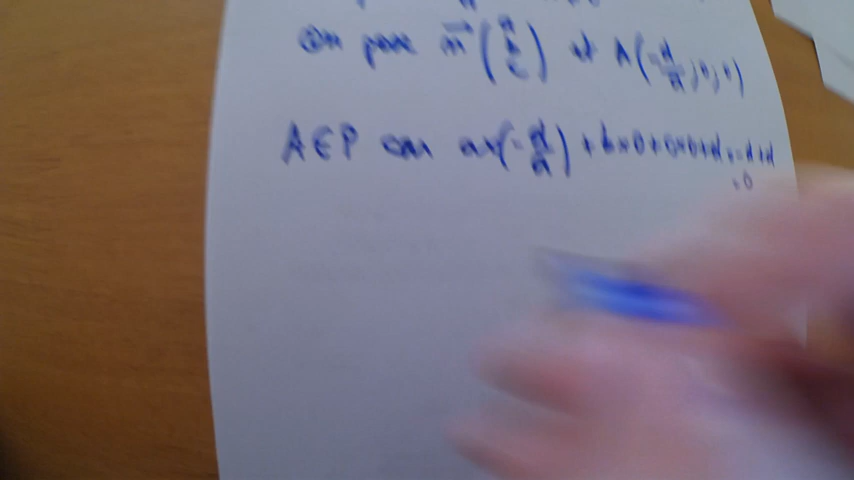 On pose n⃗ (a b c) et A(-d/a ; 0 ; 0)
A ∈ P car a×(-d/a) + b×0 + c×0 + d = -d + d
= 0